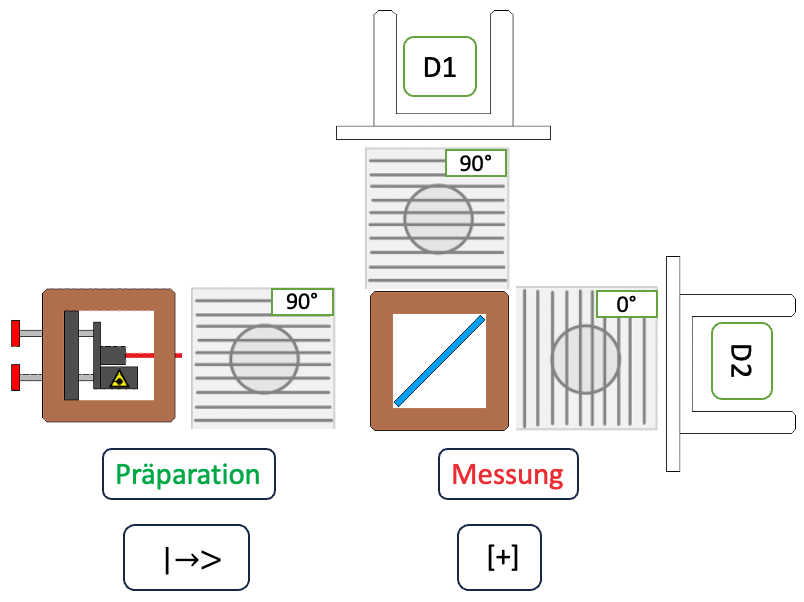 D1
90°
90°
0°
D2
Präparation
Messung
|→>
[+]